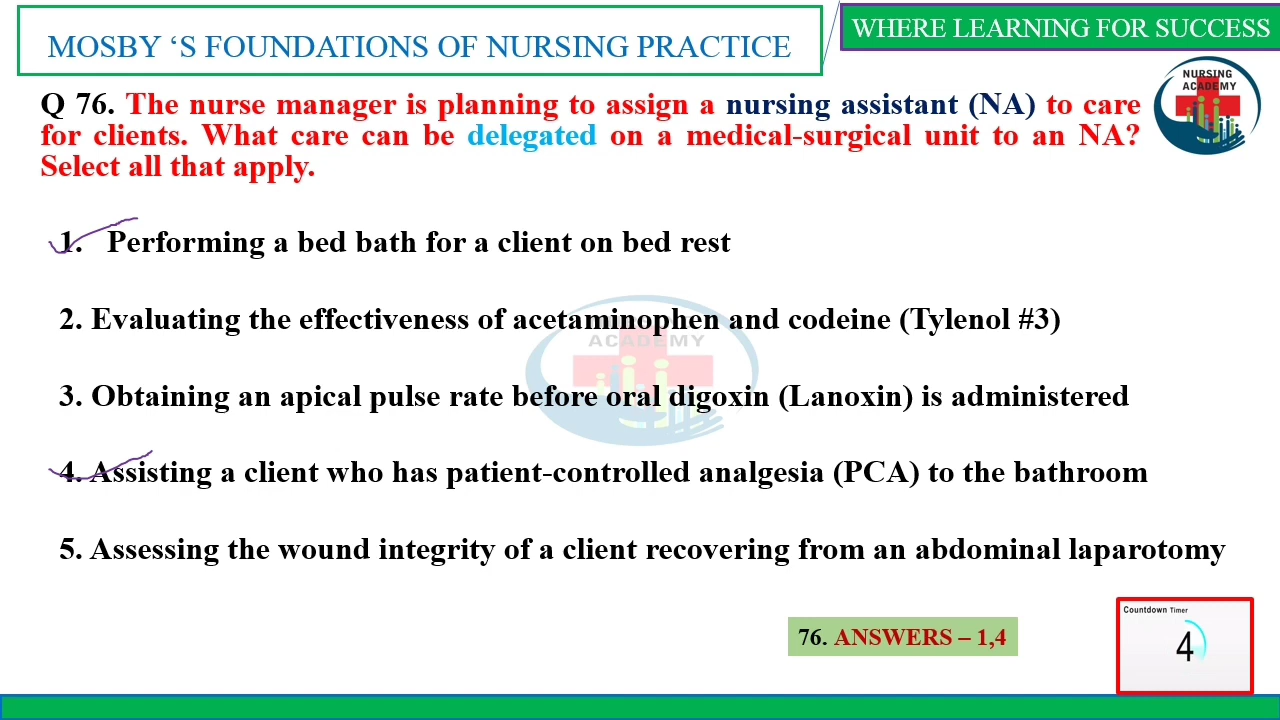 MOSBY ‘S FOUNDATIONS OF NURSING PRACTICE
WHERE LEARNING FOR SUCCESS
NURSING
ACADEMY
Q 76. The nurse manager is planning to assign a nursing assistant (NA) to care
for clients. What care can be delegated on a medical-surgical unit to an NA?
Select all that apply.
1. Performing a bed bath for a client on bed rest
2. Evaluating the effectiveness of acetaminophen and codeine (Tylenol #3)
ACADEMY
3. Obtaining an apical pulse rate before oral digoxin (Lanoxin) is administered
4. Assisting a client who has patient-controlled analgesia (PCA) to the bathroom
5. Assessing the wound integrity of a client recovering from an abdominal laparotomy
76. ANSWERS – 1,4
Countdown Timer
4